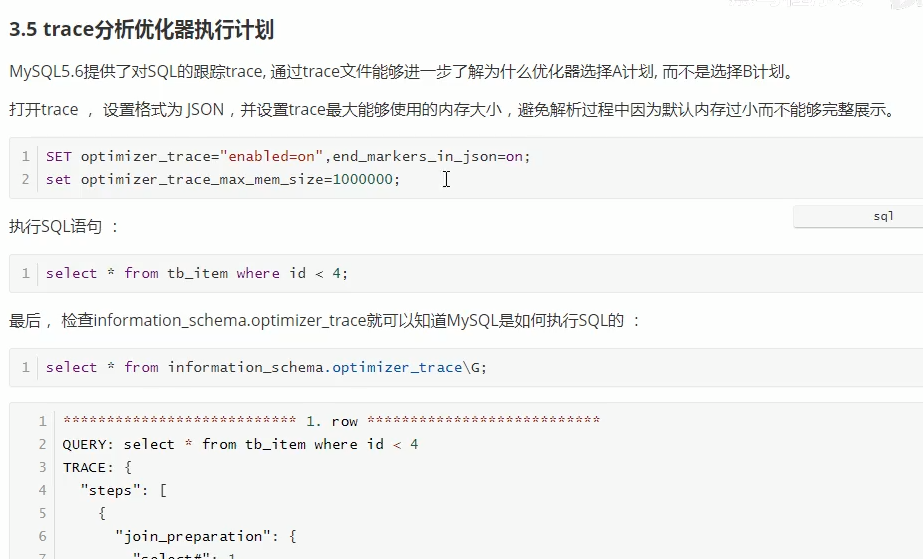 3.5 trace分析优化器执行计划
MySQL5.6提供了对SQL的跟踪trace, 通过trace文件能够进一步了解为什么优化器选择A计划, 而不是选择B计划。
打开trace ， 设置格式为 JSON，并设置trace最大能够使用的内存大小，避免解析过程中因为默认内存过小而不能够完整展示。
1 SET optimizer_trace="enabled=on",end_markers_in_json=on;
2 set optimizer_trace_max_mem_size=1000000;
sql
执行SQL语句 ：
1 select * from tb_item where id < 4;
最后， 检查information_schema.optimizer_trace就可以知道MySQL是如何执行SQL的 ：
1 select * from information_schema.optimizer_trace\G;
1 *************************** 1. row ***************************
2 QUERY: select * from tb_item where id < 4
3 TRACE: {
4 "steps": [
5 {
6 "join_preparation": {
7 "select#": 1